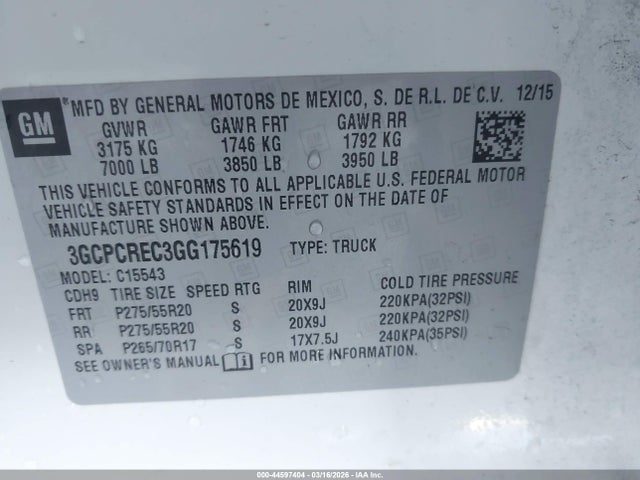 GM
*MFD BY GENERAL MOTORS DE MEXICO, S. DE R.L. DE C.V. 12/15
GVWR GAWR FRT GAWR RR
3175 KG 1746 KG 1792 KG
7000 LB 3850 LB 3950 LB
THIS VEHICLE CONFORMS TO ALL APPLICABLE U.S. FEDERAL MOTOR
VEHICLE SAFETY STANDARDS IN EFFECT ON THE DATE OF
MANUFACTURE SHOWN ABOVE.
3GCPCREC3GG175619 TYPE: TRUCK
MODEL: C15543
CDH9 TIRE SIZE SPEED RTG RIM COLD TIRE PRESSURE
FRT P275/55R20 S 20X9J 220KPA(32PSI)
RR P275/55R20 S 20X9J 220KPA(32PSI)
SPA P265/70R17 S 17X7.5J 240KPA(35PSI)
SEE OWNER'S MANUAL FOR MORE INFORMATION.
000-44597404 - 03/16/2026 - IAA Inc.